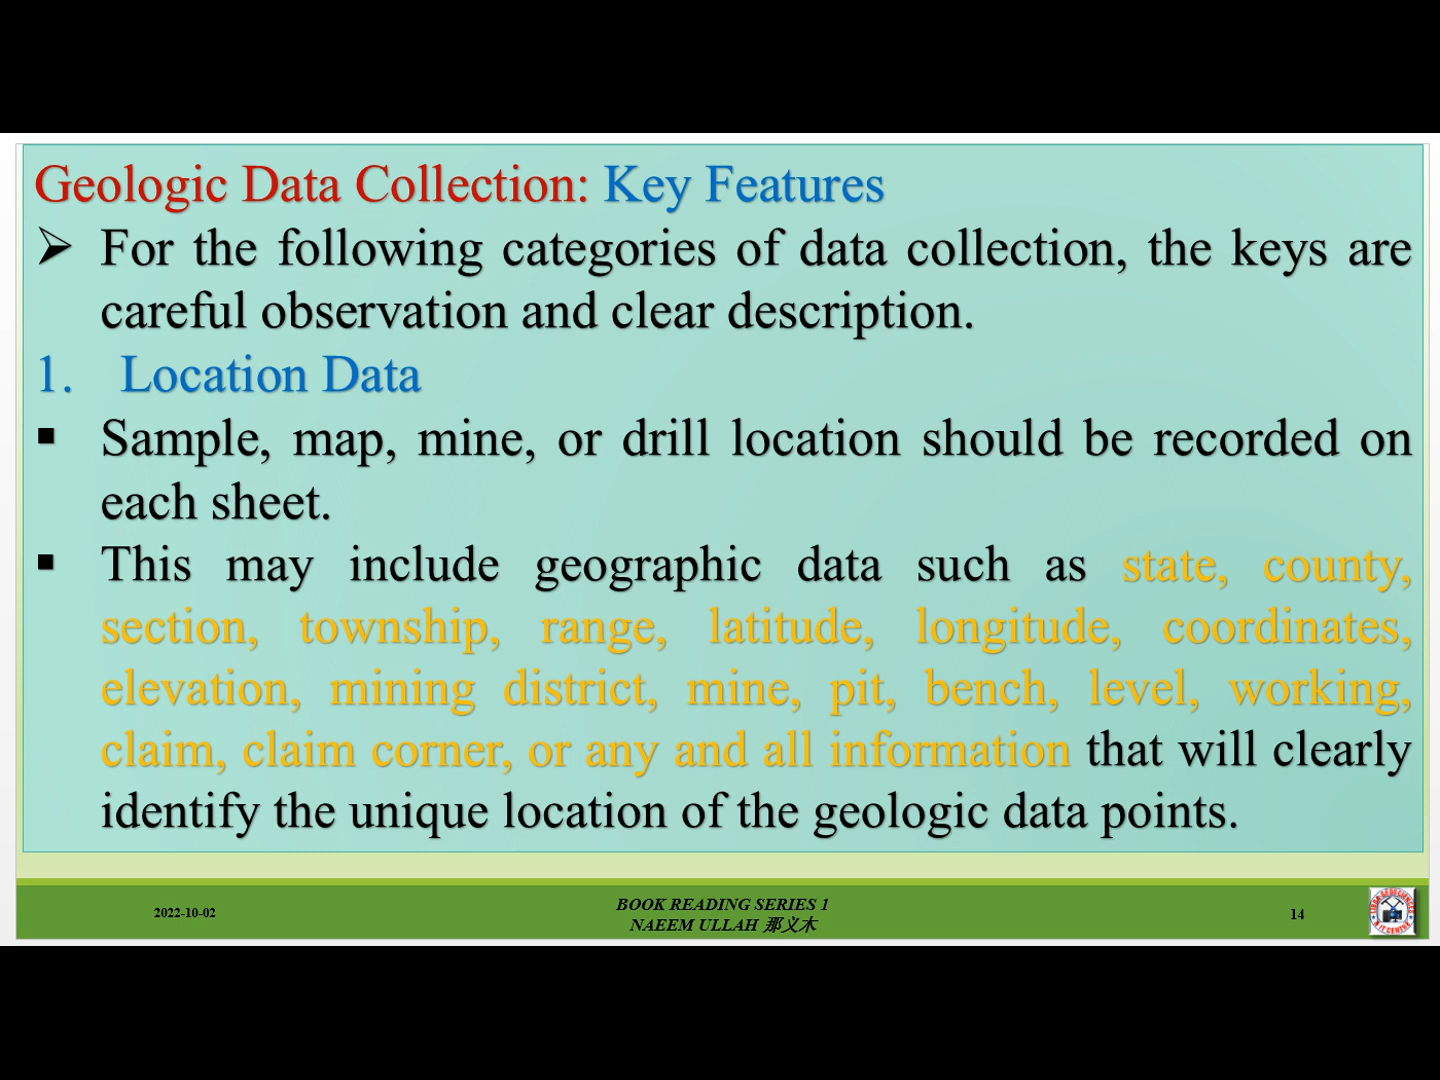 Geologic Data Collection: Key Features
➢ For the following categories of data collection, the keys are
careful observation and clear description.
1. Location Data
▪ Sample, map, mine, or drill location should be recorded on
each sheet.
▪ This may include geographic data such as state, county,
section, township, range, latitude, longitude, coordinates,
elevation, mining district, mine, pit, bench, level, working,
claim, claim corner, or any and all information that will clearly
identify the unique location of the geologic data points.
2022-10-02
BOOK READING SERIES 1
NAEEM ULLAH 那义木
14